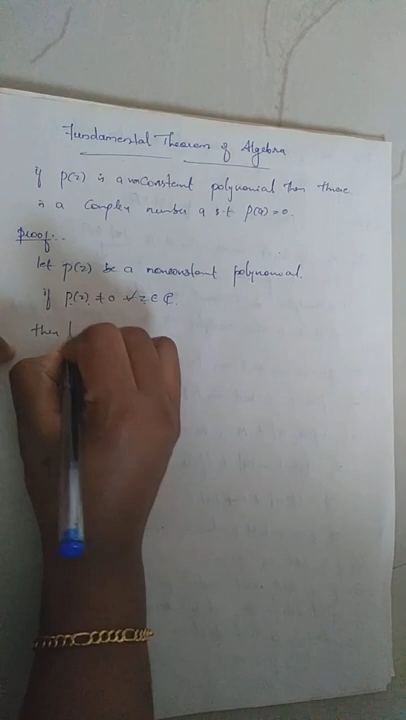 Fundamental Theorem of Algebra
if p(z) is a nonconstant polynomial then there
is a complex number a s.t p(a)=0.
proof:-
let p(z) be a nonconstant polynomial.
if p(z) ≠ 0 ∀ z ∈ ℂ.
then